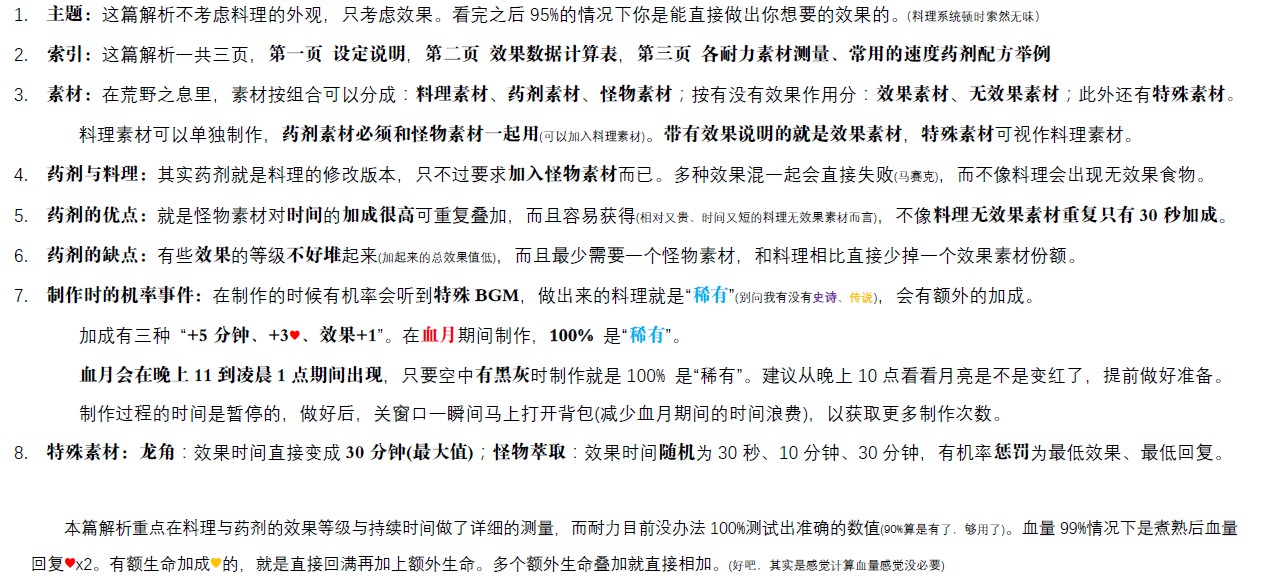 1. 主题：这篇解析不考虑料理的外观，只考虑效果。看完之后95%的情况下你是能直接做出你想要的效果的。(料理系统顿时索然无味)
2. 索引：这篇解析一共三页，第一页 设定说明，第二页 效果数据计算表，第三页 各耐力素材测量、常用的速度药剂配方举例
3. 素材：在荒野之息里，素材按组合可以分成：料理素材、药剂素材、怪物素材；按有没有效果作用分：效果素材、无效果素材；此外还有特殊素材。
料理素材可以单独制作，药剂素材必须和怪物素材一起用(可以加入料理素材)。带有效果说明的就是效果素材，特殊素材可视作料理素材。
4. 药剂与料理：其实药剂就是料理的修改版本，只不过要求加入怪物素材而已。多种效果混一起会直接失败(马赛克)，而不像料理会出现无效果食物。
5. 药剂的优点：就是怪物素材对时间的加成很高可重复叠加，而且容易获得(相对又贵、时间又短的料理无效果素材而言)，不像料理无效果素材重复只有30秒加成。
6. 药剂的缺点：有些效果的等级不好堆起来(加起来的总效果值低)，而且最少需要一个怪物素材，和料理相比直接少掉一个效果素材份额。
7. 制作时的机率事件：在制作的时候有机率会听到特殊BGM，做出来的料理就是“稀有”(别问我有没有史诗、传说)，会有额外的加成。
加成有三种 “+5分钟、+3♥、效果+1”。在血月期间制作，100% 是“稀有”。
血月会在晚上11到凌晨1点期间出现，只要空中有黑灰时制作就是100% 是“稀有”。建议从晚上10点看看月亮是不是变红了，提前做好准备。
制作过程的时间是暂停的，做好后，关窗口一瞬间马上打开背包(减少血月期间的时间浪费)，以获取更多制作次数。
8. 特殊素材：龙角：效果时间直接变成30分钟(最大值)；怪物萃取：效果时间随机为30秒、10分钟、30分钟，有机率惩罚为最低效果、最低回复。
本篇解析重点在料理与药剂的效果等级与持续时间做了详细的测量，而耐力目前没办法100%测试出准确的数值(90%算是有了，够用了)。血量99%情况下是煮熟后血量
回复♥x2。有额生命加成♥的，就是直接回满再加上额外生命。多个额外生命叠加就直接相加。(好吧，其实是感觉计算血量感觉没必要)